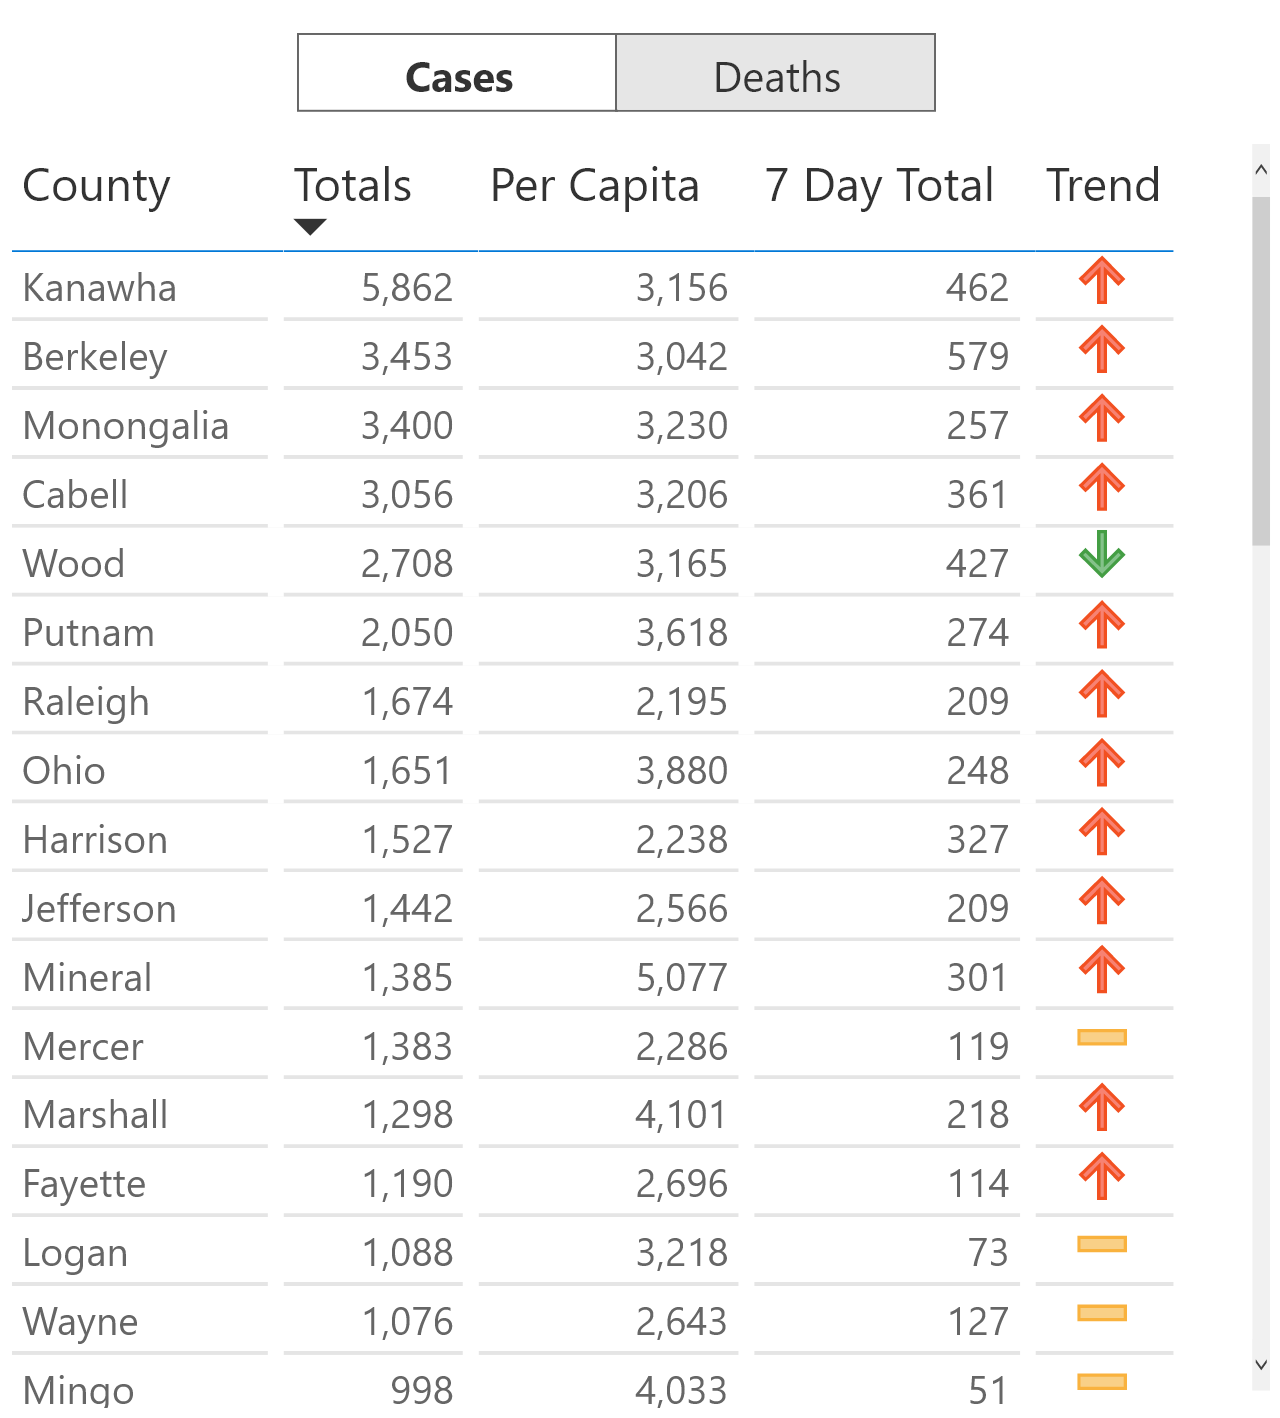 Cases Deaths
County Totals Per Capita 7 Day Total Trend
Kanawha 5,862 3,156 462
Berkeley 3,453 3,042 579
Monongalia 3,400 3,230 257
Cabell 3,056 3,206 361
Wood 2,708 3,165 427
Putnam 2,050 3,618 274
Raleigh 1,674 2,195 209
Ohio 1,651 3,880 248
Harrison 1,527 2,238 327
Jefferson 1,442 2,566 209
Mineral 1,385 5,077 301
Mercer 1,383 2,286 119
Marshall 1,298 4,101 218
Fayette 1,190 2,696 114
Logan 1,088 3,218 73
Wayne 1,076 2,643 127
Mingo 998 4,033 51